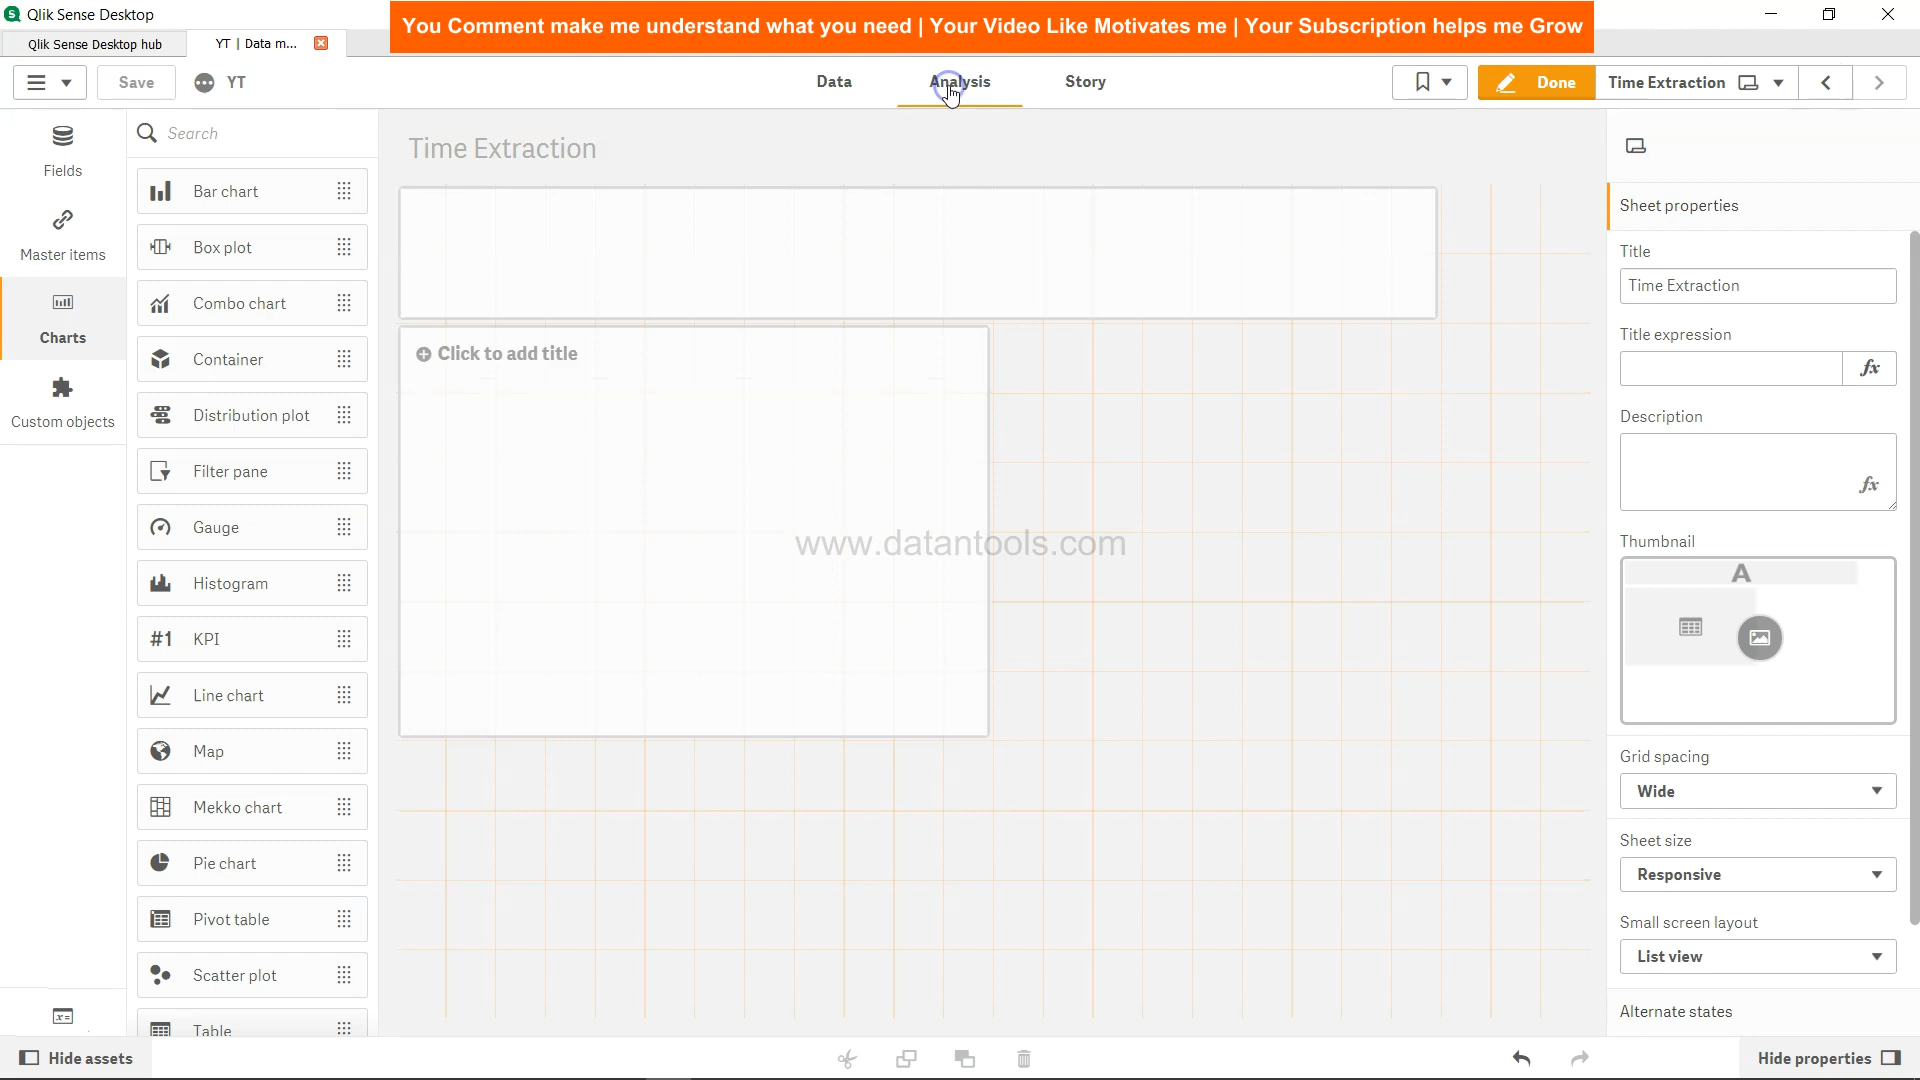 Qlik Sense Desktop
You Comment make me understand what you need | Your Video Like Motivates me | Your Subscription helps me Grow
Qlik Sense Desktop hub
YT | Data m...
Save
YT
Data
Analysis
Story
Done
Time Extraction
Fields
Master items
Charts
Custom objects
Search
Bar chart
Box plot
Combo chart
Container
Distribution plot
Filter pane
Gauge
Histogram
#1 KPI
Line chart
Map
Mekko chart
Pie chart
Pivot table
Scatter plot
Table
Time Extraction
Click to add title
www.datantools.com
Sheet properties
Title
Time Extraction
Title expression
fx
Description
fx
Thumbnail
A
Grid spacing
Wide
Sheet size
Responsive
Small screen layout
List view
Alternate states
Hide assets
Hide properties